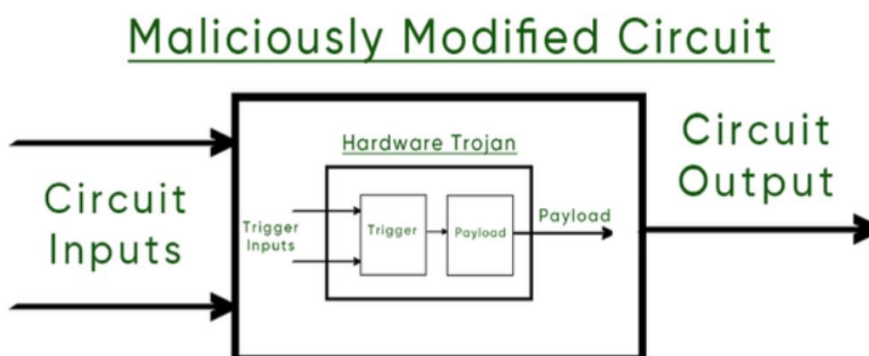 Maliciously Modified Circuit
Hardware Trojan
Circuit
Inputs
Trigger
Inputs
Trigger
Payload
Payload
Circuit
Output